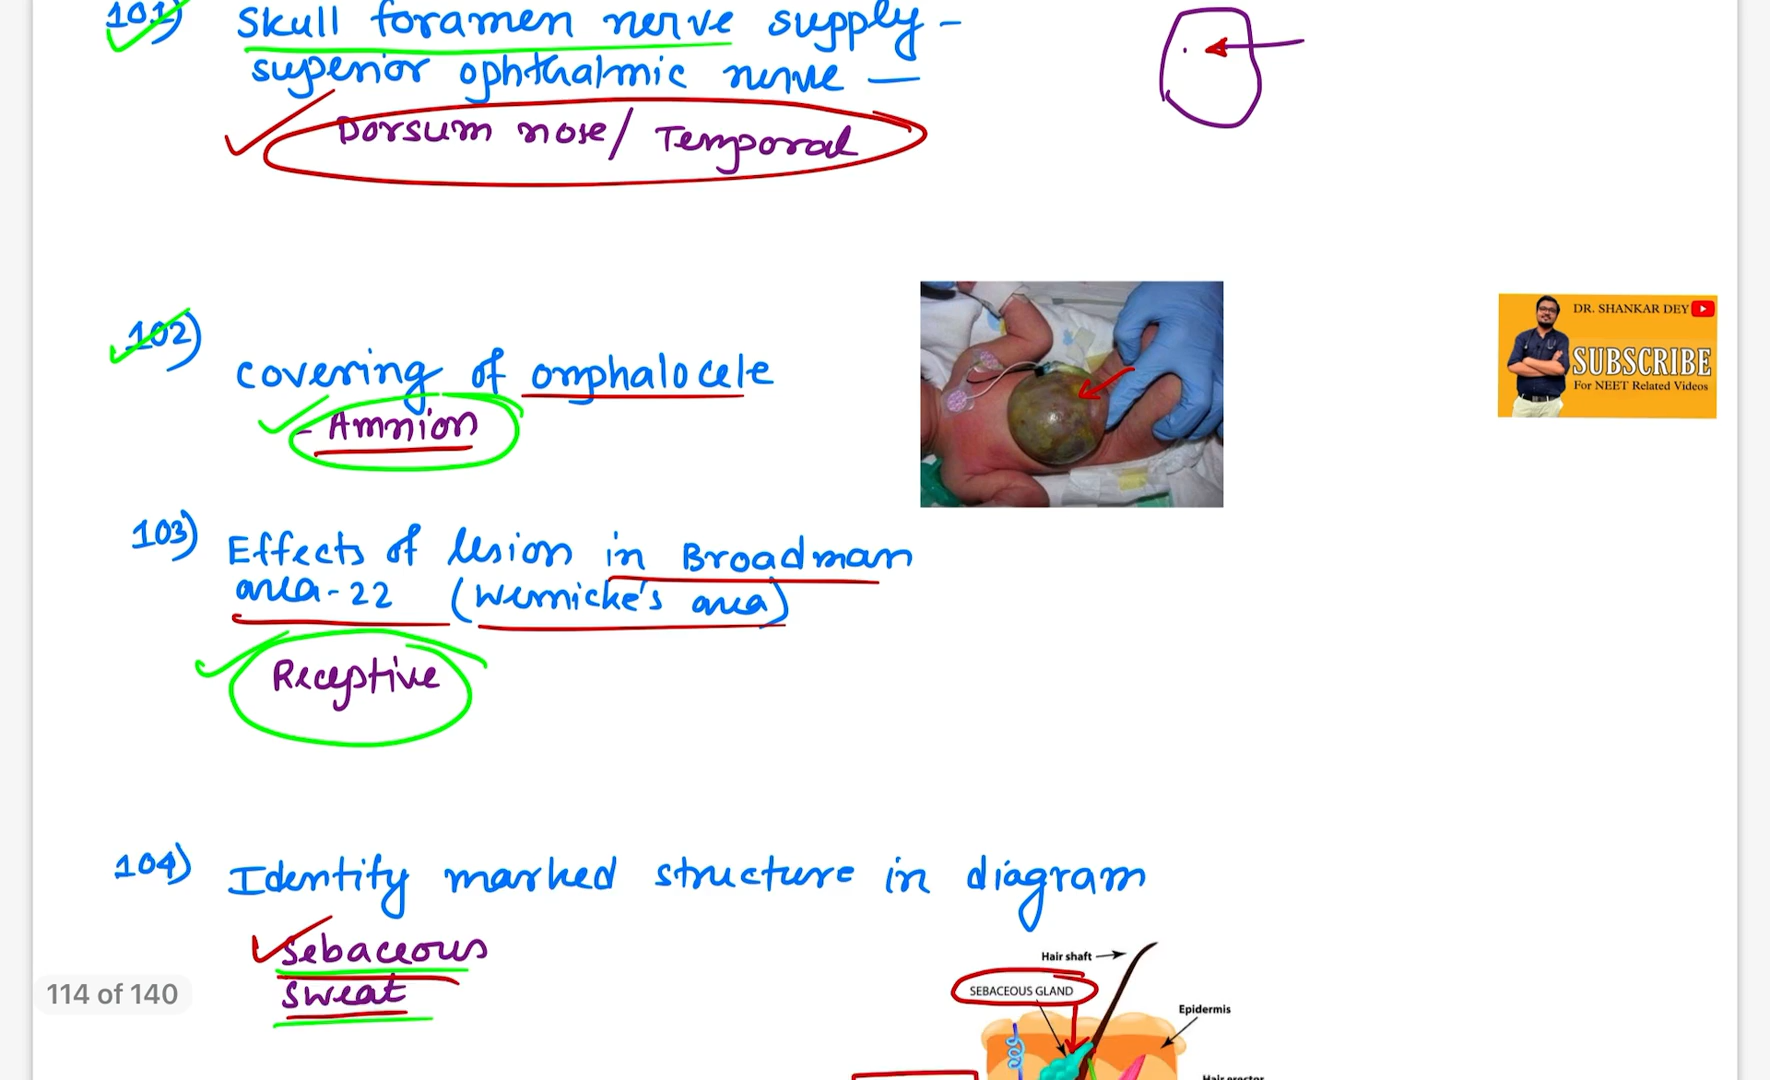 101)
Skull foramen nerve supply -
superior ophthalmic nerve —
Dorsum nose/ Temporal
102)
covering of omphalocele
- Amnion
DR. SHANKAR DEY
SUBSCRIBE
For NEET Related Videos
103) Effects of lesion in Broadman
area-22 (Wernicke's area)
Receptive
104) Identify marked structure in diagram
Sebaceous
Sweat
Hair shaft
SEBACEOUS GLAND
Epidermis
114 of 140